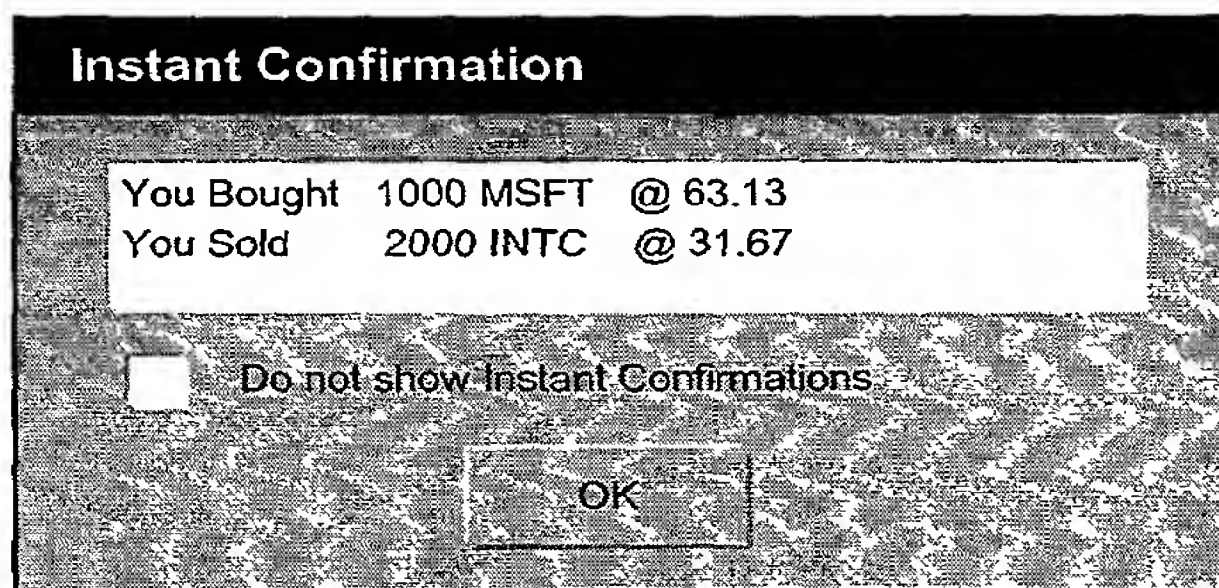 Instant Confirmation
You Bought 1000 MSFT @ 63.13
You Sold 2000 INTC @ 31.67
Do not show Instant Confirmations
OK